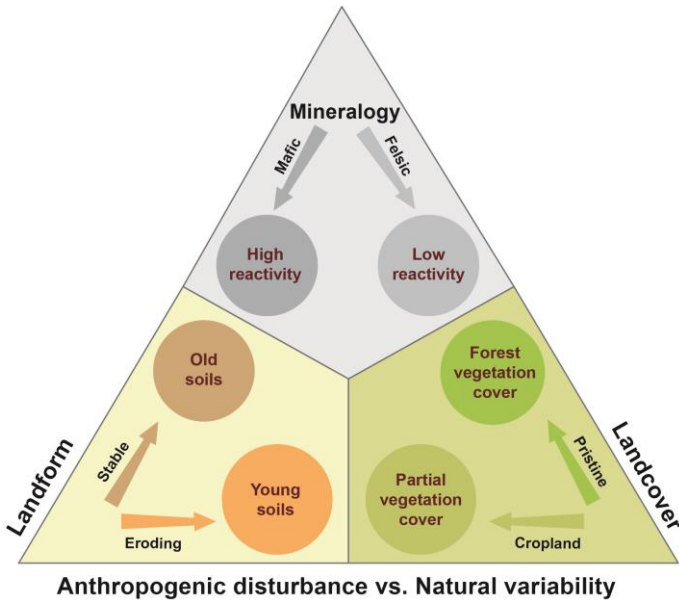 Mineralogy
Mafic
Felsic
High
reactivity
Low
reactivity
Old
soils
Forest
vegetation
cover
Landform
Stable
Young
soils
Eroding
Partial
vegetation
cover
Pristine
Cropland
Landcover
Anthropogenic disturbance vs. Natural variability